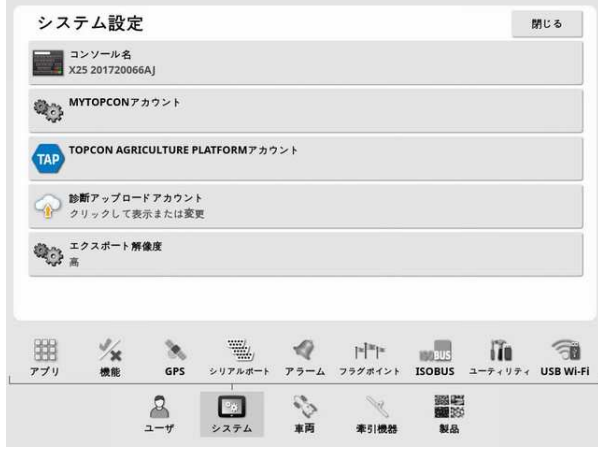 システム設定
閉じる
コンソール名
X25 201720066AJ
MYTOPCONアカウント
TAP
TOPCON AGRICULTURE PLATFORMアカウント
診断アップロードアカウント
クリックして表示または変更
エクスポート解像度
高
アプリ 機能 GPS シリアルポート アラーム フラグポイント ISOBUS ユーティリティ USB Wi-Fi
ユーザ システム 車両 牽引機器 製品